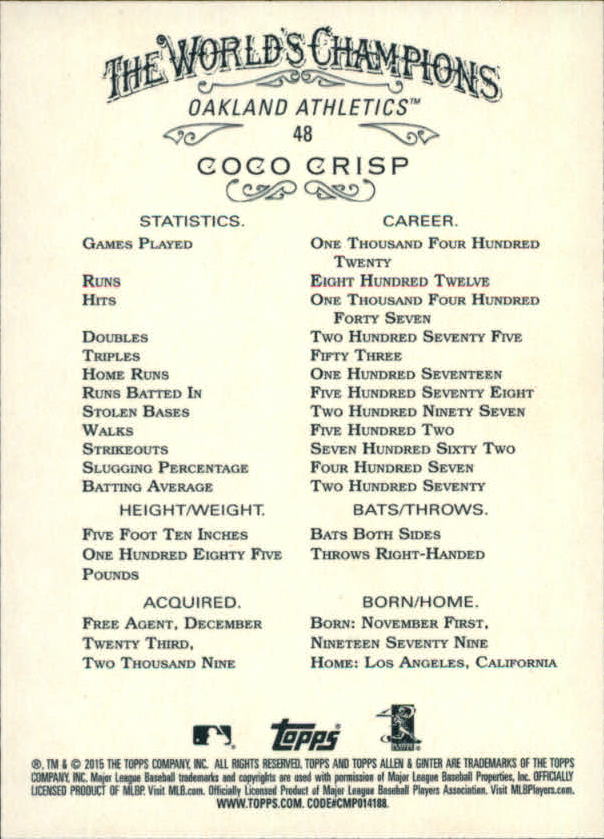 THE WORLD'S CHAMPIONS
OAKLAND ATHLETICS™
48
COCO CRISP
STATISTICS. CAREER.
GAMES PLAYED ONE THOUSAND FOUR HUNDRED
TWENTY
RUNS EIGHT HUNDRED TWELVE
HITS ONE THOUSAND FOUR HUNDRED
FORTY SEVEN
DOUBLES TWO HUNDRED SEVENTY FIVE
TRIPLES FIFTY THREE
HOME RUNS ONE HUNDRED SEVENTEEN
RUNS BATTED IN FIVE HUNDRED SEVENTY EIGHT
STOLEN BASES TWO HUNDRED NINETY SEVEN
WALKS FIVE HUNDRED TWO
STRIKEOUTS SEVEN HUNDRED SIXTY TWO
SLUGGING PERCENTAGE FOUR HUNDRED SEVEN
BATTING AVERAGE TWO HUNDRED SEVENTY
HEIGHT/WEIGHT. BATS/THROWS.
FIVE FOOT TEN INCHES BATS BOTH SIDES
ONE HUNDRED EIGHTY FIVE THROWS RIGHT-HANDED
POUNDS
ACQUIRED. BORN/HOME.
FREE AGENT, DECEMBER BORN: NOVEMBER FIRST,
TWENTY THIRD, NINETEEN SEVENTY NINE
TWO THOUSAND NINE HOME: LOS ANGELES, CALIFORNIA
Topps®
®, TM & © 2015 THE TOPPS COMPANY, INC. ALL RIGHTS RESERVED. TOPPS AND TOPPS ALLEN & GINTER ARE TRADEMARKS OF THE TOPPS
COMPANY, INC. Major League Baseball trademarks and copyrights are used with permission of Major League Baseball Properties, Inc. OFFICIALLY
LICENSED PRODUCT OF MLBP. Visit MLB.com. Officially Licensed Product of Major League Baseball Players Association. Visit MLBPlayers.com.
WWW.TOPPS.COM. CODE#CMP014188.